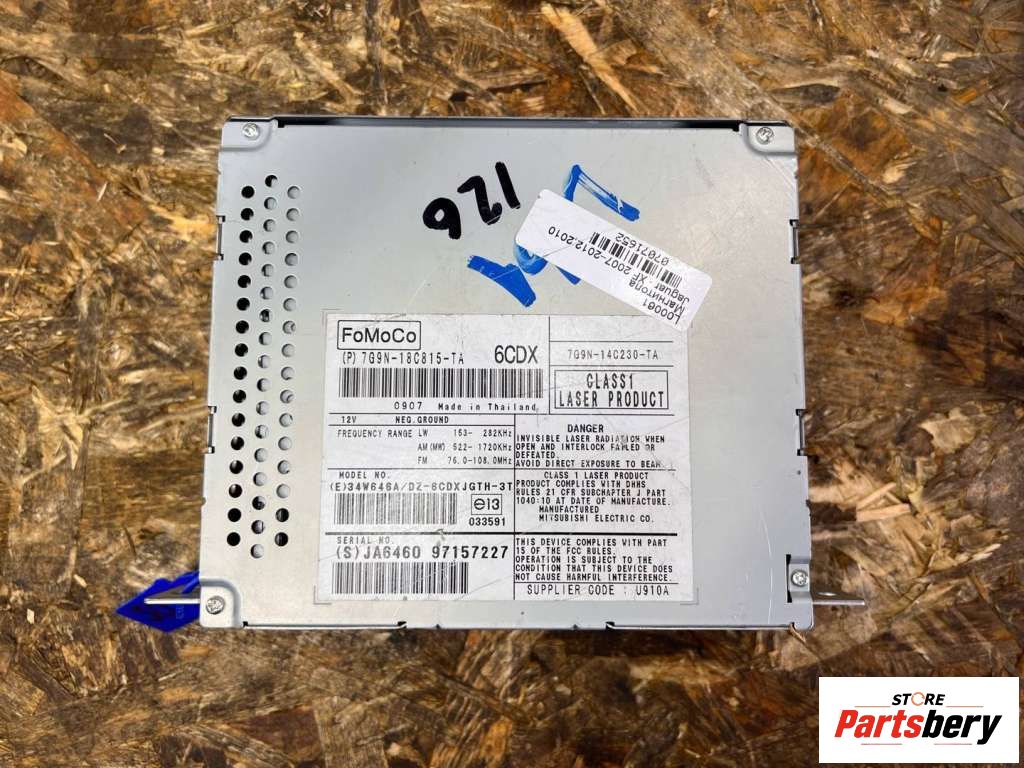 126
L00061
Магнитола
Jaguar - XF 2007-2012,2010
07071652
FoMoCo
(P) 7G9N-18C815-TA
6CDX
0907 Made in Thailand
7G9N-14C230-TA
CLASS1
LASER PRODUCT
12V NEG.GROUND
FREQUENCY RANGE LW 153- 282KHz
AM(MW) 522-1720KHz
FM 76.0-108.0MHz
DANGER
INVISIBLE LASER RADIATION WHEN
OPEN AND INTERLOCK FAILED OR
DEFEATED.
AVOID DIRECT EXPOSURE TO BEAM
MODEL NO.
(E)34W646A/DZ-6CDXJGTH-3T
e13
033591
CLASS 1 LASER PRODUCT
PRODUCT COMPLIES WITH DHHS
RULES 21 CFR SUBCHAPTER J PART
1040:10 AT DATE OF MANUFACTURE.
MANUFACTURED
MITSUBISHI ELECTRIC CO.
SERIAL NO.
(S)JA6460 97157227
THIS DEVICE COMPLIES WITH PART
15 OF THE FCC RULES.
OPERATION IS SUBJECT TO THE
CONDITION THAT THIS DEVICE DOES
NOT CAUSE HARMFUL INTERFERENCE.
SUPPLIER CODE : U910A
STORE
Partsbery